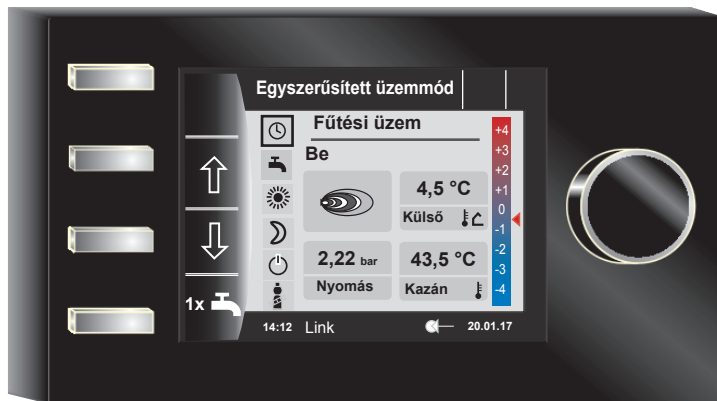 Egyszerűsített üzemmód
Fűtési üzem
Be
+4
+3
+2
+1
0
-1
-2
-3
-4
4,5 °C
Külső
2,22 bar
Nyomás
43,5 °C
Kazán
1x
14:12 Link 20.01.17